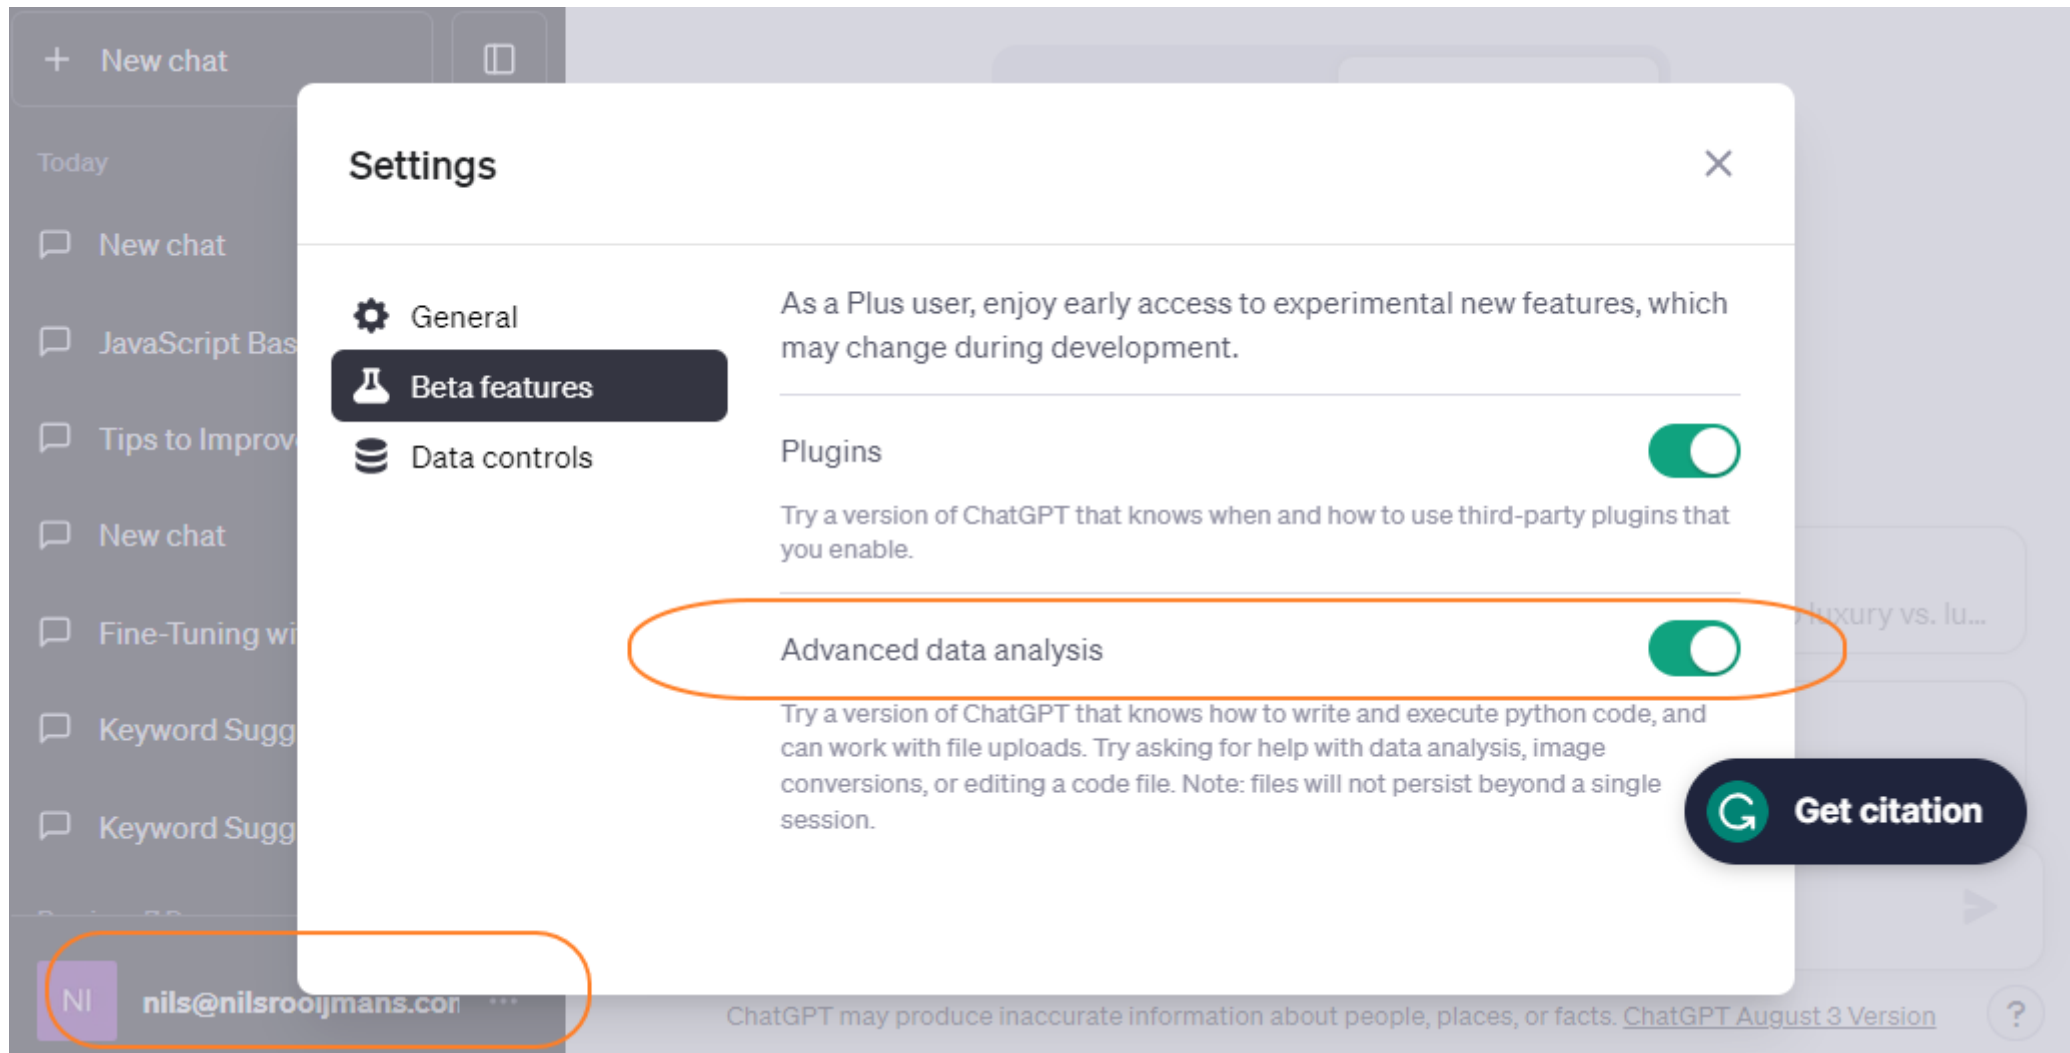 New chat
Today
New chat
JavaScript Bas
Tips to Improv
New chat
Fine-Tuning wi
Keyword Sugg
Keyword Sugg
NI
nils@nilsrooijmans.con
Settings
General
Beta features
Data controls
As a Plus user, enjoy early access to experimental new features, which
may change during development.
Plugins
Try a version of ChatGPT that knows when and how to use third-party plugins that
you enable.
Advanced data analysis
Try a version of ChatGPT that knows how to write and execute python code, and
can work with file uploads. Try asking for help with data analysis, image
conversions, or editing a code file. Note: files will not persist beyond a single
session.
luxury vs. lu...
Get citation
ChatGPT may produce inaccurate information about people, places, or facts. ChatGPT August 3 Version
?